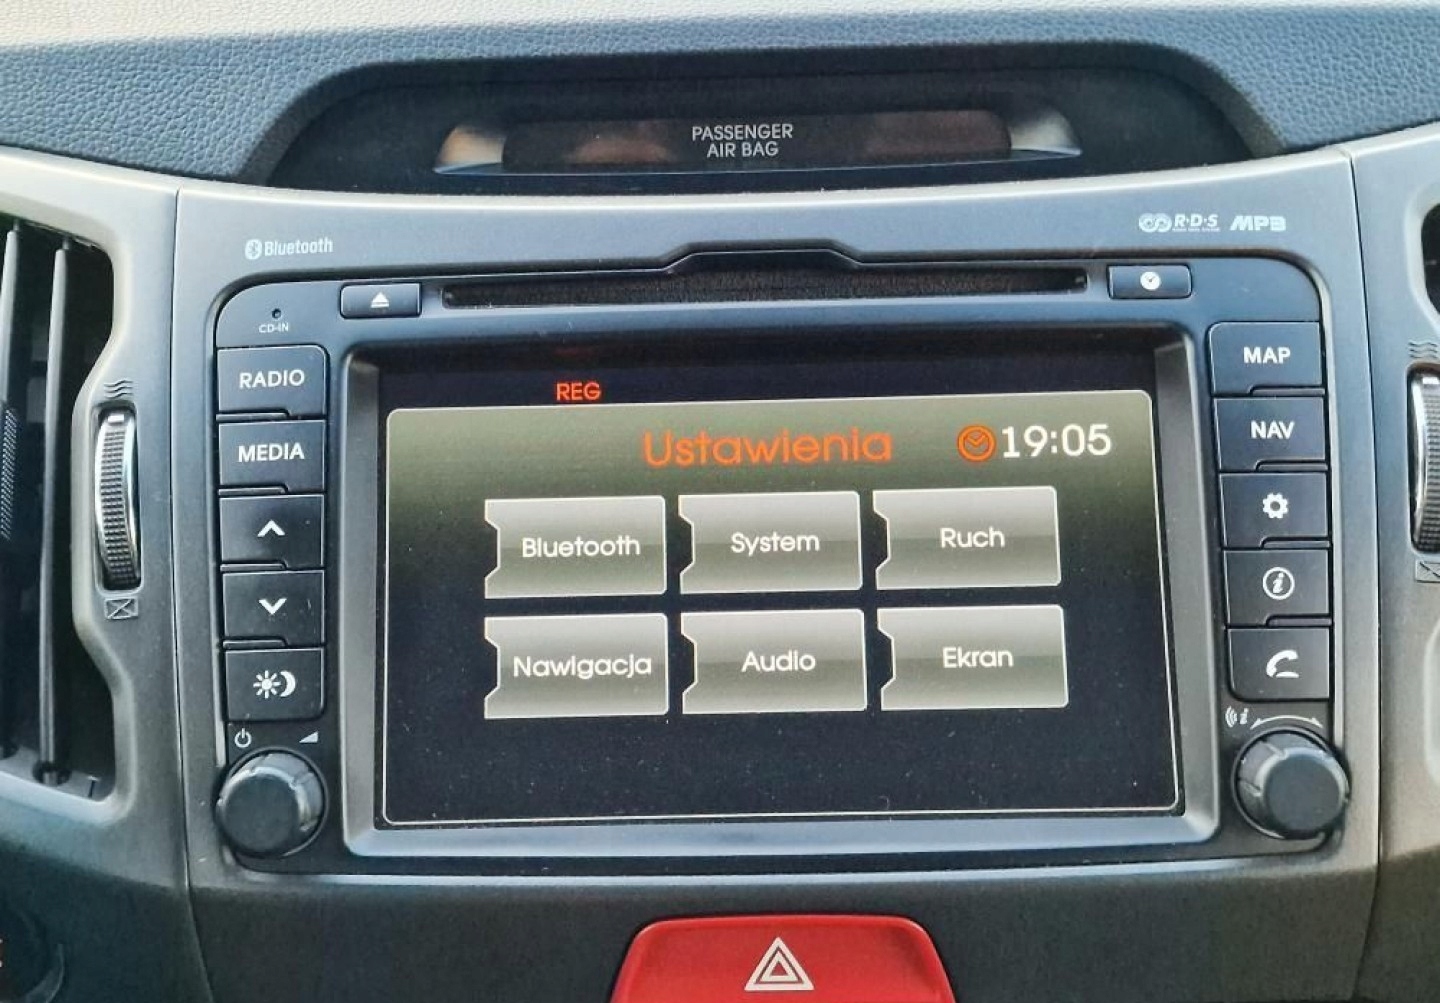 PASSENGER
AIR BAG
Bluetooth
R·D·S
MP3
CD-IN
RADIO
MEDIA
MAP
NAV
REG
Ustawienia
19:05
Bluetooth
System
Ruch
Nawigacja
Audio
Ekran